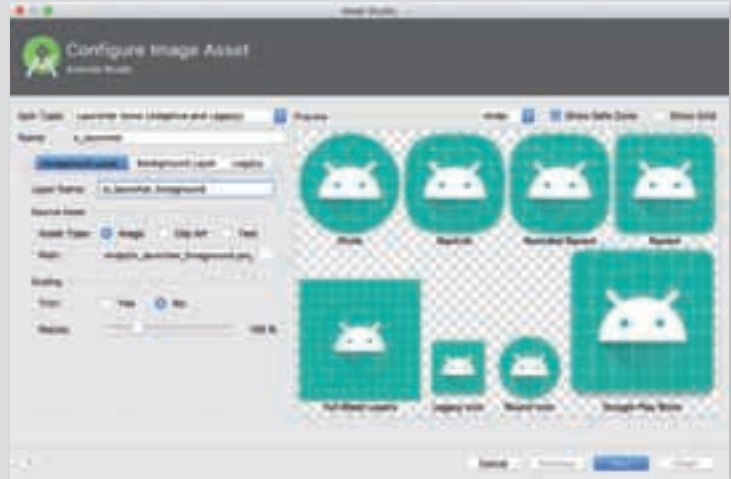 Asset Studio
Configure Image Asset
Android Studio
Icon Type: Launcher Icons (Adaptive and Legacy)
Preview
Show Safe Zone
Show Grid
Name: ic_launcher
Foreground Layer
Background Layer
Legacy
Layer Name: ic_launcher_foreground
Source Asset
Asset Type: Image
Clip Art
Text
Path:
Circle
Squircle
Rounded Square
Square
Scaling
Trim: Yes
No
Resize: 100 %
Full Bleed Layers
Legacy Icon
Round Icon
Google Play Store
Cancel
Previous
Next
Finish